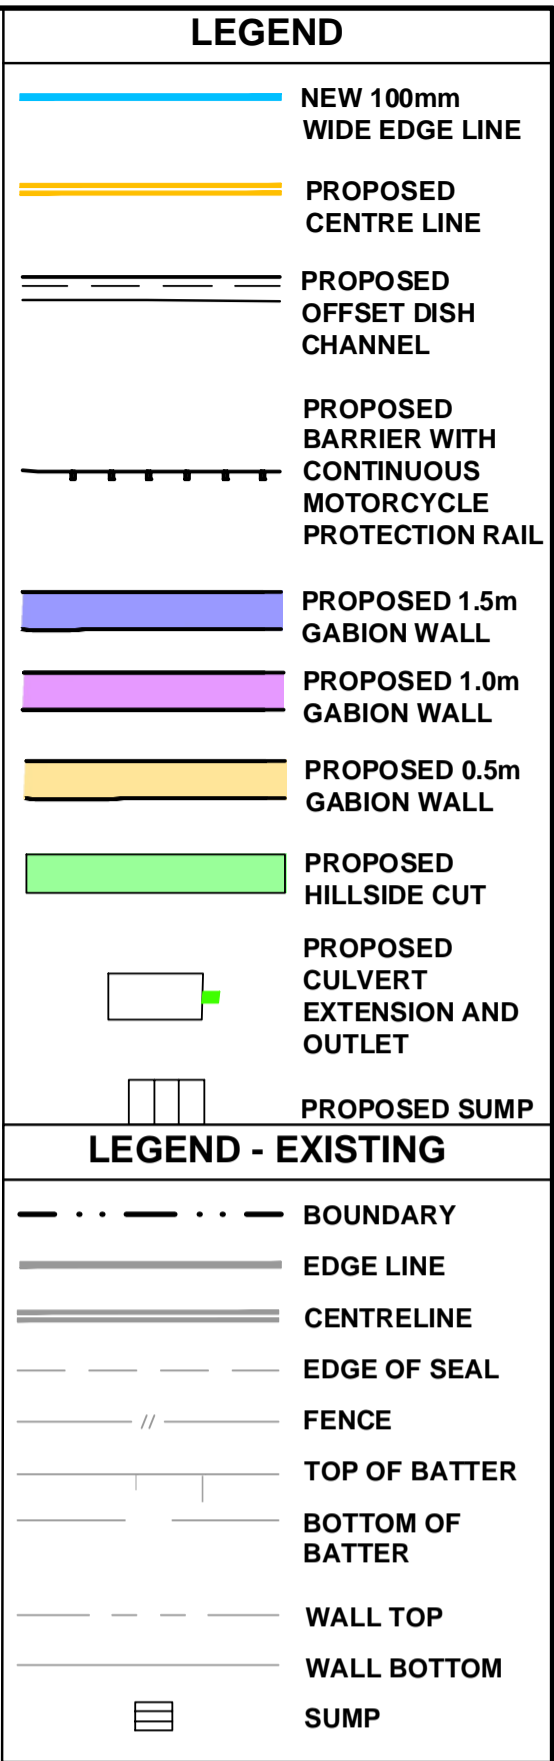 LEGEND
NEW 100mm
WIDE EDGE LINE
PROPOSED
CENTRE LINE
PROPOSED
OFFSET DISH
CHANNEL
PROPOSED
BARRIER WITH
CONTINUOUS
MOTORCYCLE
PROTECTION RAIL
PROPOSED 1.5m
GABION WALL
PROPOSED 1.0m
GABION WALL
PROPOSED 0.5m
GABION WALL
PROPOSED
HILLSIDE CUT
PROPOSED
CULVERT
EXTENSION AND
OUTLET
PROPOSED SUMP
LEGEND - EXISTING
BOUNDARY
EDGE LINE
CENTRELINE
EDGE OF SEAL
FENCE
TOP OF BATTER
BOTTOM OF
BATTER
WALL TOP
WALL BOTTOM
SUMP